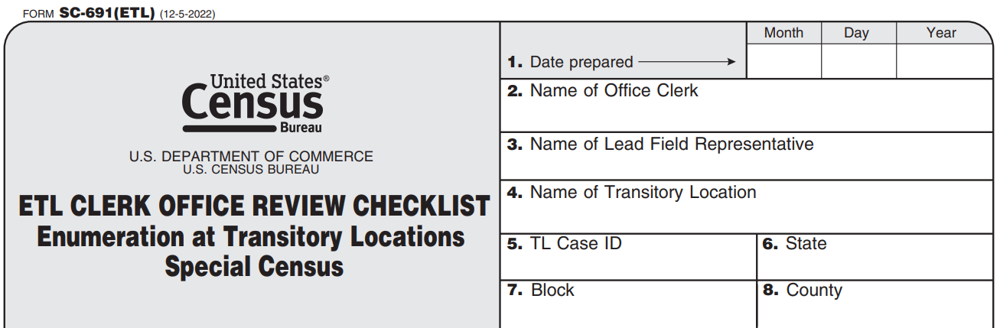 FORM SC-691(ETL) (12-5-2022)
United States®
Census
Bureau
U.S. DEPARTMENT OF COMMERCE
U.S. CENSUS BUREAU
ETL CLERK OFFICE REVIEW CHECKLIST
Enumeration at Transitory Locations
Special Census
Month Day Year
1. Date prepared
2. Name of Office Clerk
3. Name of Lead Field Representative
4. Name of Transitory Location
5. TL Case ID
6. State
7. Block
8. County